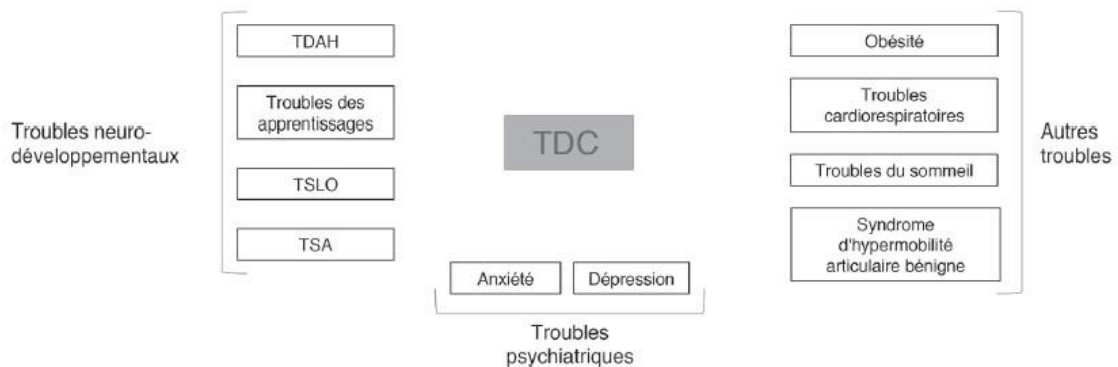 Troubles neuro-
développementaux
TDAH
Troubles des
apprentissages
TSLO
TSA
TDC
Anxiété
Dépression
Troubles
psychiatriques
Obésité
Troubles
cardiorespiratoires
Troubles du sommeil
Syndrome
d'hypermobilité
articulaire bénigne
Autres
troubles